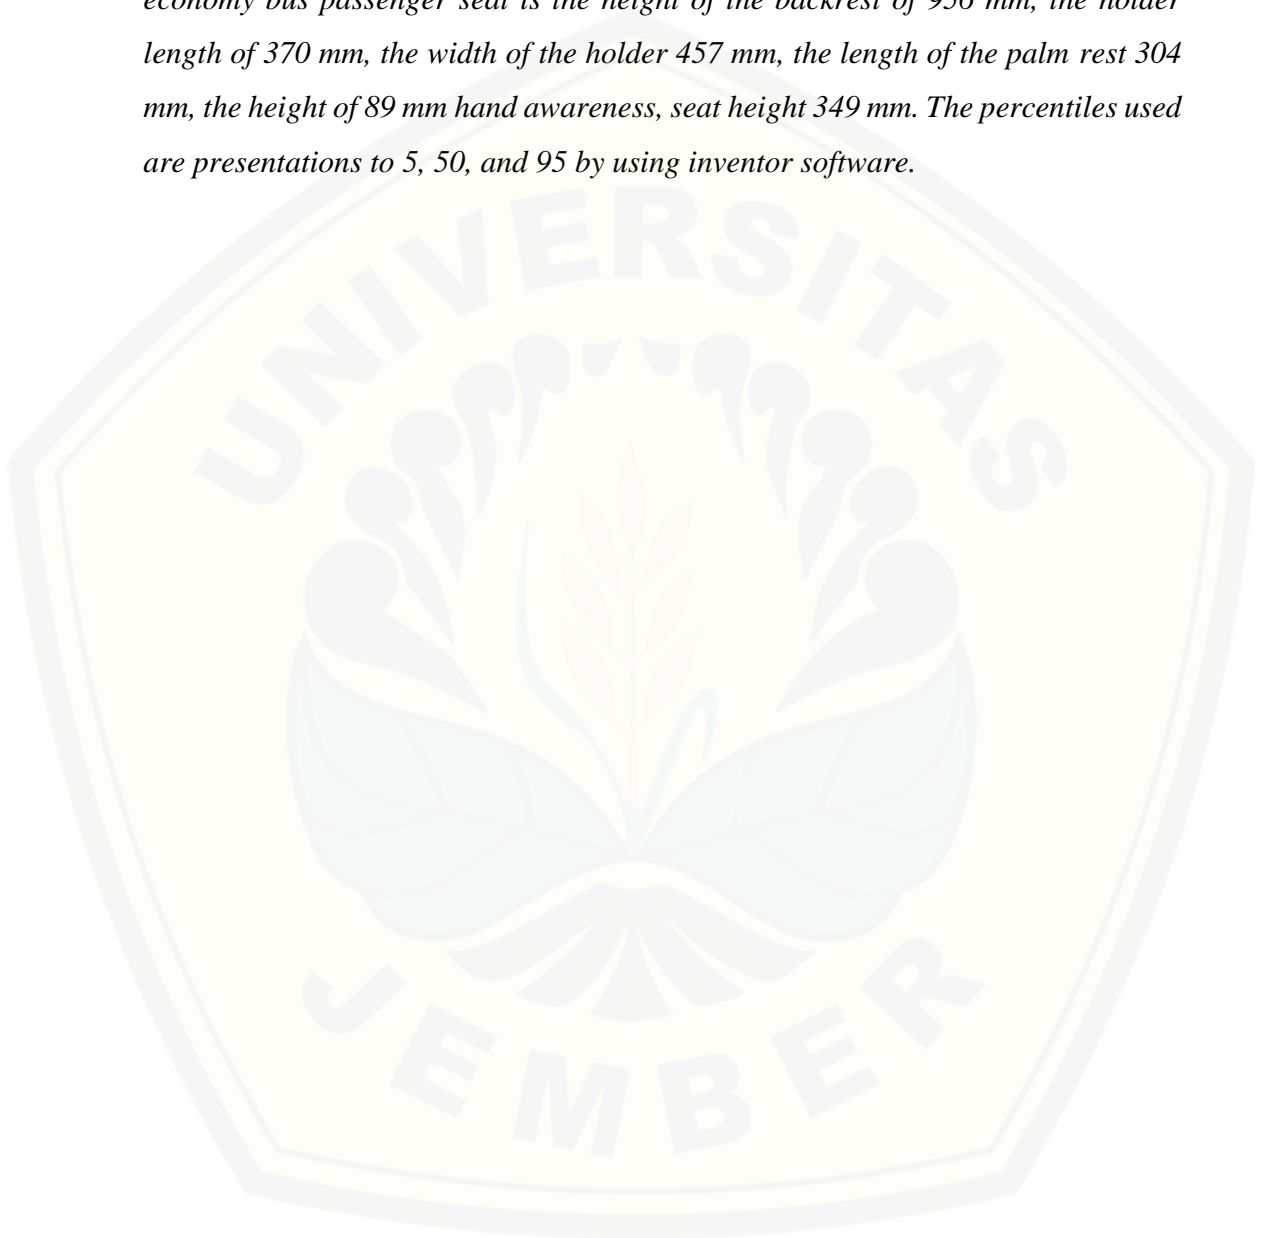 economy bus passenger seat is the height of the backrest of 956 mm, the holder
length of 370 mm, the width of the holder 457 mm, the length of the palm rest 304
mm, the height of 89 mm hand awareness, seat height 349 mm. The percentiles used
are presentations to 5, 50, and 95 by using inventor software.
UNIVERSITAS
JEMBER